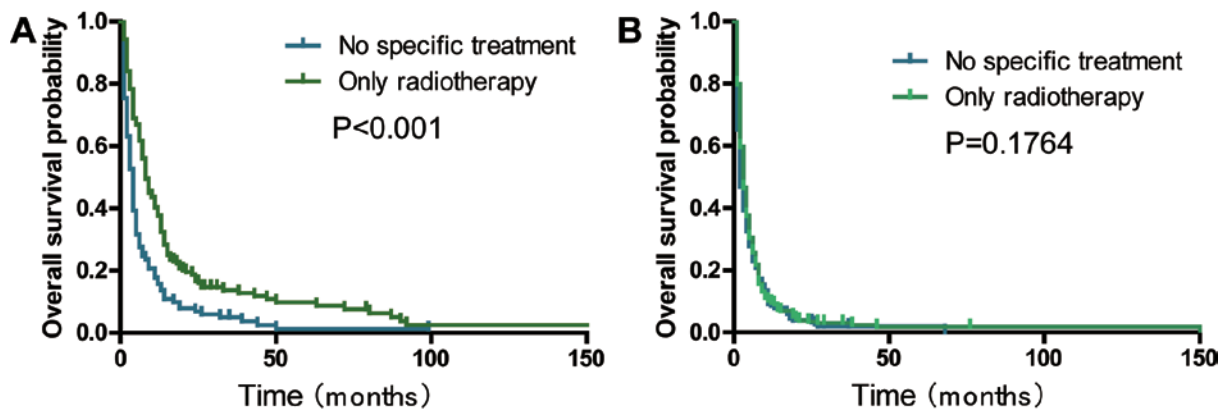 A
No specific treatment
Only radiotherapy
P<0.001
Overall survival probability
1.0
0.8
0.6
0.4
0.2
0.0
0
50
100
150
Time (months)
B
No specific treatment
Only radiotherapy
P=0.1764
Overall survival probability
1.0
0.8
0.6
0.4
0.2
0.0
0
50
100
150
Time (months)